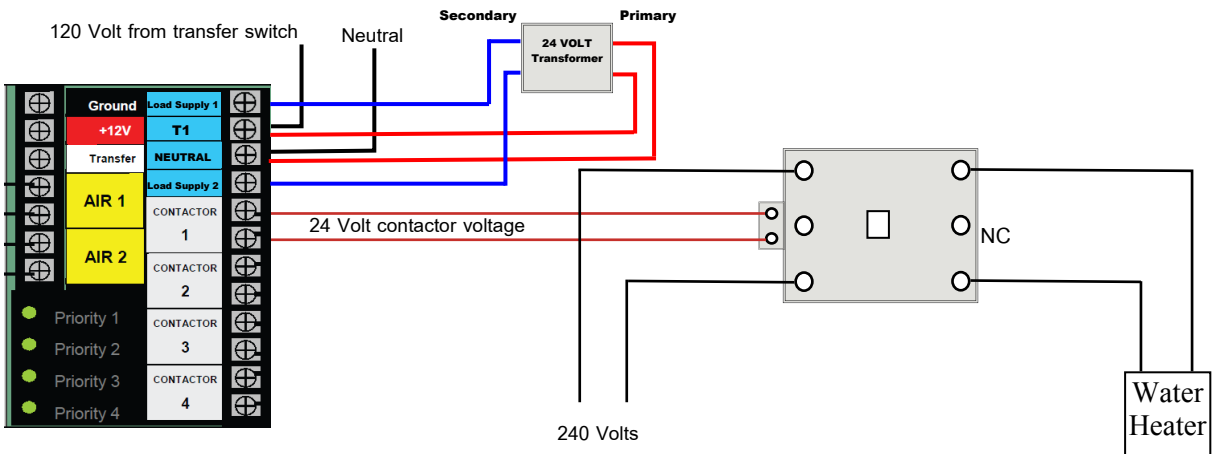 Secondary
Primary
120 Volt from transfer switch
Neutral
24 VOLT
Transformer
Ground
Load Supply 1
+12V
T1
Transfer
NEUTRAL
Load Supply 2
AIR 1
CONTACTOR
1
24 Volt contactor voltage
NC
AIR 2
CONTACTOR
2
Priority 1
CONTACTOR
3
Priority 2
Priority 3
CONTACTOR
4
Priority 4
240 Volts
Water
Heater